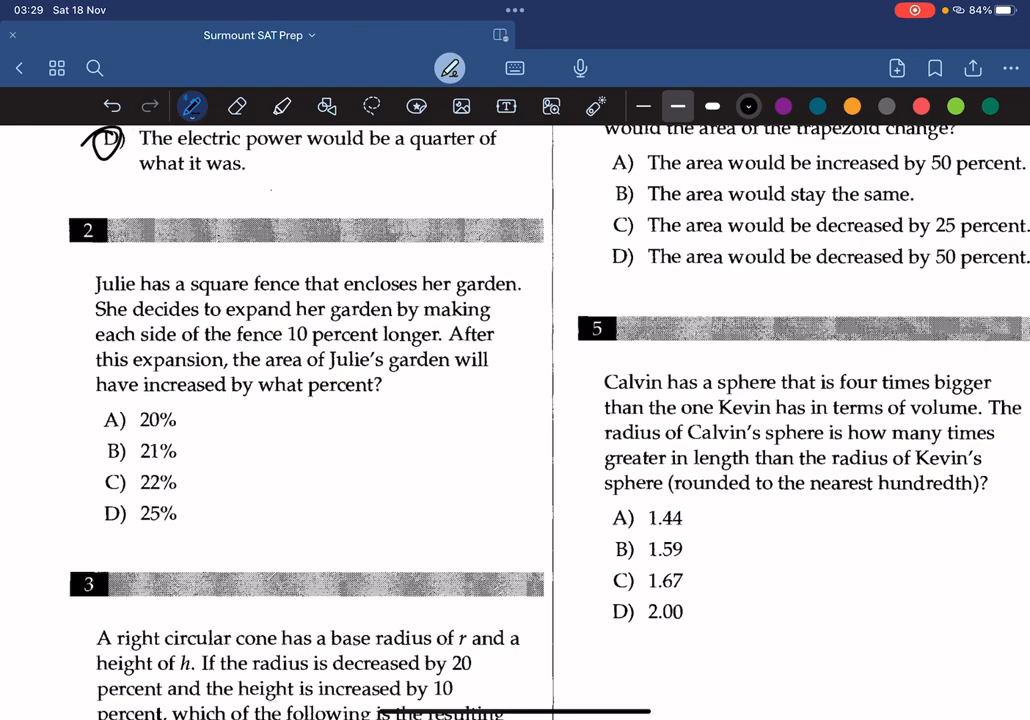 03:29 Sat 18 Nov
84%
Surmount SAT Prep
D) The electric power would be a quarter of
what it was.
2
Julie has a square fence that encloses her garden.
She decides to expand her garden by making
each side of the fence 10 percent longer. After
this expansion, the area of Julie's garden will
have increased by what percent?
A) 20%
B) 21%
C) 22%
D) 25%
3
A right circular cone has a base radius of r and a
height of h. If the radius is decreased by 20
percent and the height is increased by 10
percent, which of the following is the resulting
would the area of the trapezoid change?
A) The area would be increased by 50 percent.
B) The area would stay the same.
C) The area would be decreased by 25 percent.
D) The area would be decreased by 50 percent.
5
Calvin has a sphere that is four times bigger
than the one Kevin has in terms of volume. The
radius of Calvin's sphere is how many times
greater in length than the radius of Kevin's
sphere (rounded to the nearest hundredth)?
A) 1.44
B) 1.59
C) 1.67
D) 2.00